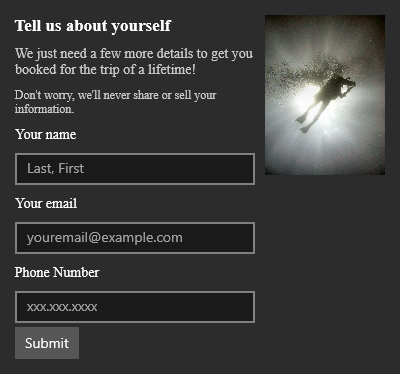 Tell us about yourself
We just need a few more details to get you
booked for the trip of a lifetime!
Don't worry, we'll never share or sell your
information.
Your name
Last, First
Your email
youremail@example.com
Phone Number
xxx.xxx.xxxx
Submit